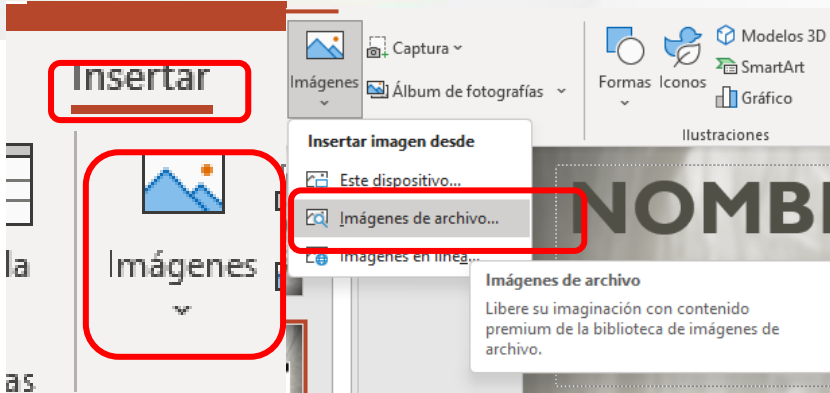 Insertar
la
Imágenes
as
Imágenes
Captura
Álbum de fotografías
Formas
Iconos
Modelos 3D
SmartArt
Gráfico
Ilustraciones
Insertar imagen desde
Este dispositivo...
Imágenes de archivo...
Imágenes en línea...
NOMB
Imágenes de archivo
Libere su imaginación con contenido
premium de la biblioteca de imágenes de
archivo.